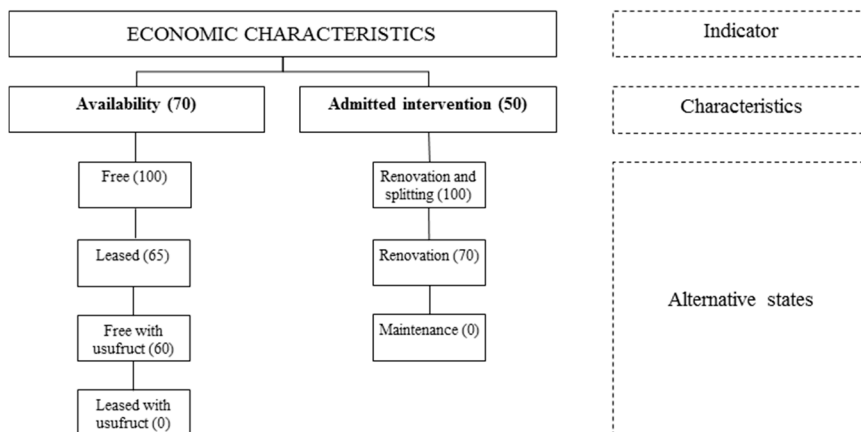 ECONOMIC CHARACTERISTICS
Indicator
Availability (70)
Admitted intervention (50)
Characteristics
Free (100)
Renovation and
splitting (100)
Leased (65)
Renovation (70)
Alternative states
Free with
usufruct (60)
Maintenance (0)
Leased with
usufruct (0)